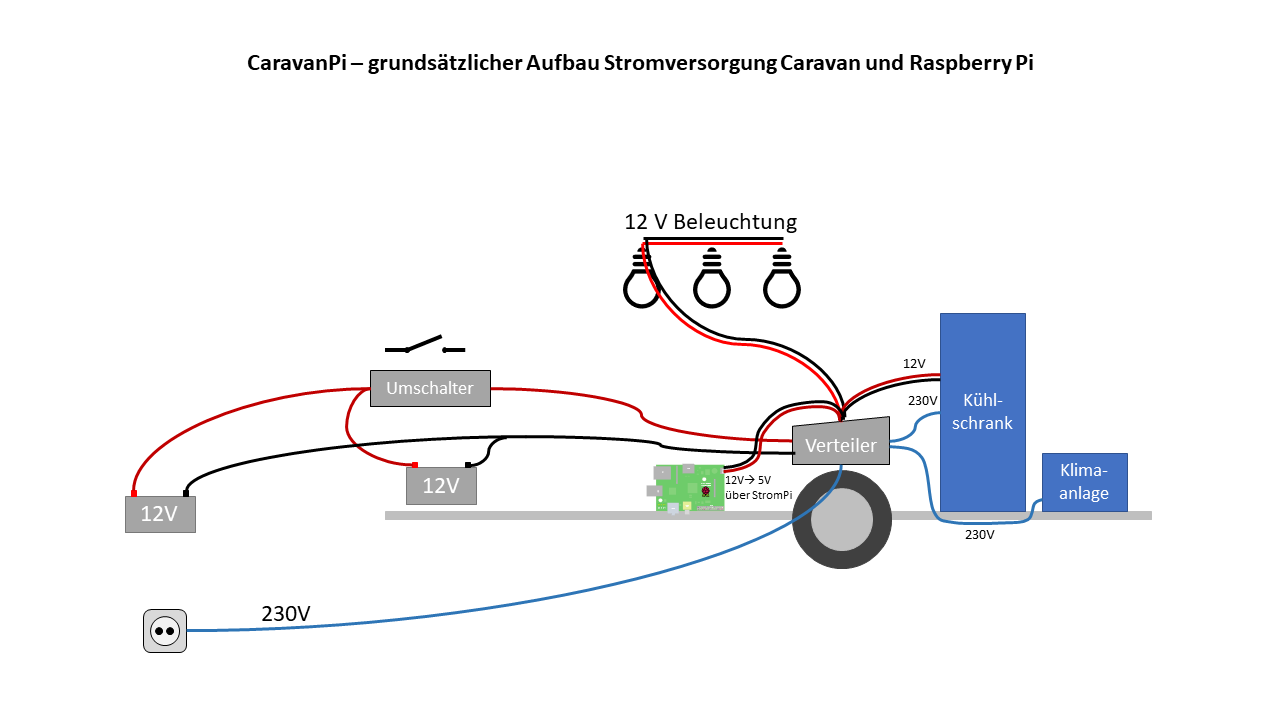 CaravanPi – grundsätzlicher Aufbau Stromversorgung Caravan und Raspberry Pi
12 V Beleuchtung
12V
Umschalter
230V
Kühl-
schrank
Verteiler
Klima-
anlage
12V
12V→ 5V
über StromPi
12V
230V
230V